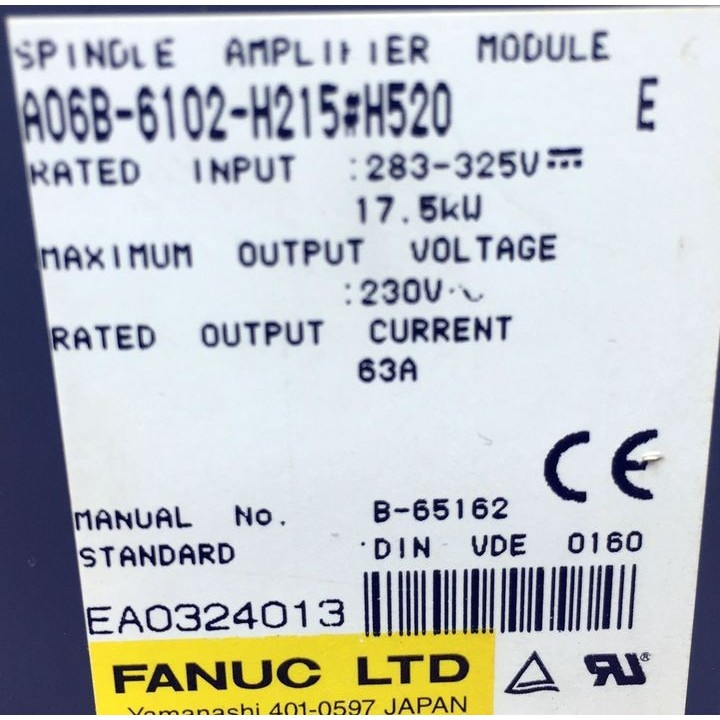 SPINDLE AMPLIFIER MODULE
A06B-6102-H215#H520 E
RATED INPUT :283-325V⎓
17.5kW
MAXIMUM OUTPUT VOLTAGE
:230V~
RATED OUTPUT CURRENT
63A
CE
MANUAL No. B-65162
STANDARD DIN VDE 0160
EA0324013
FANUC LTD
Yamanashi 401-0597 JAPAN